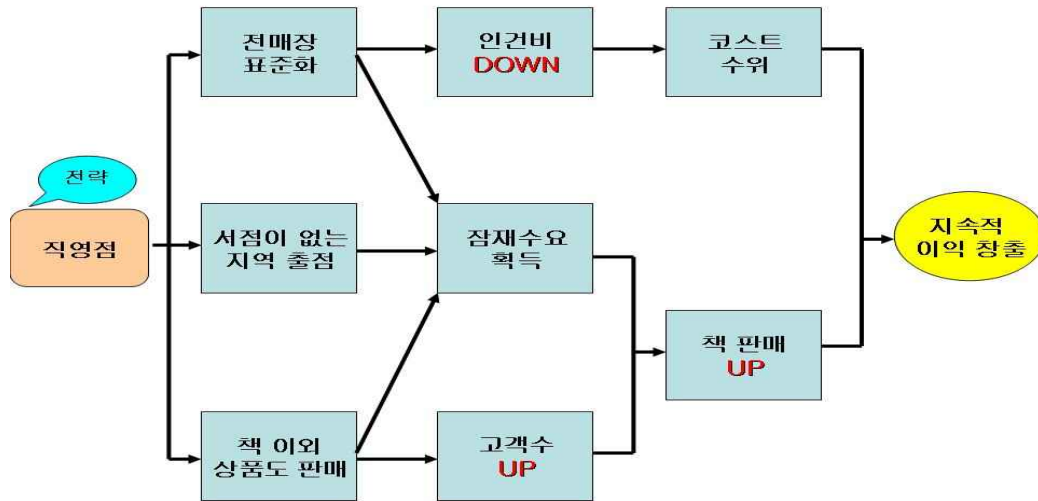 전매장
표준화
인건비
DOWN
코스트
수위
전략
직영점
서점이 없는
지역 출점
잠재수요
획득
지속적
이익 창출
책 판매
UP
책 이외
상품도 판매
고객수
UP